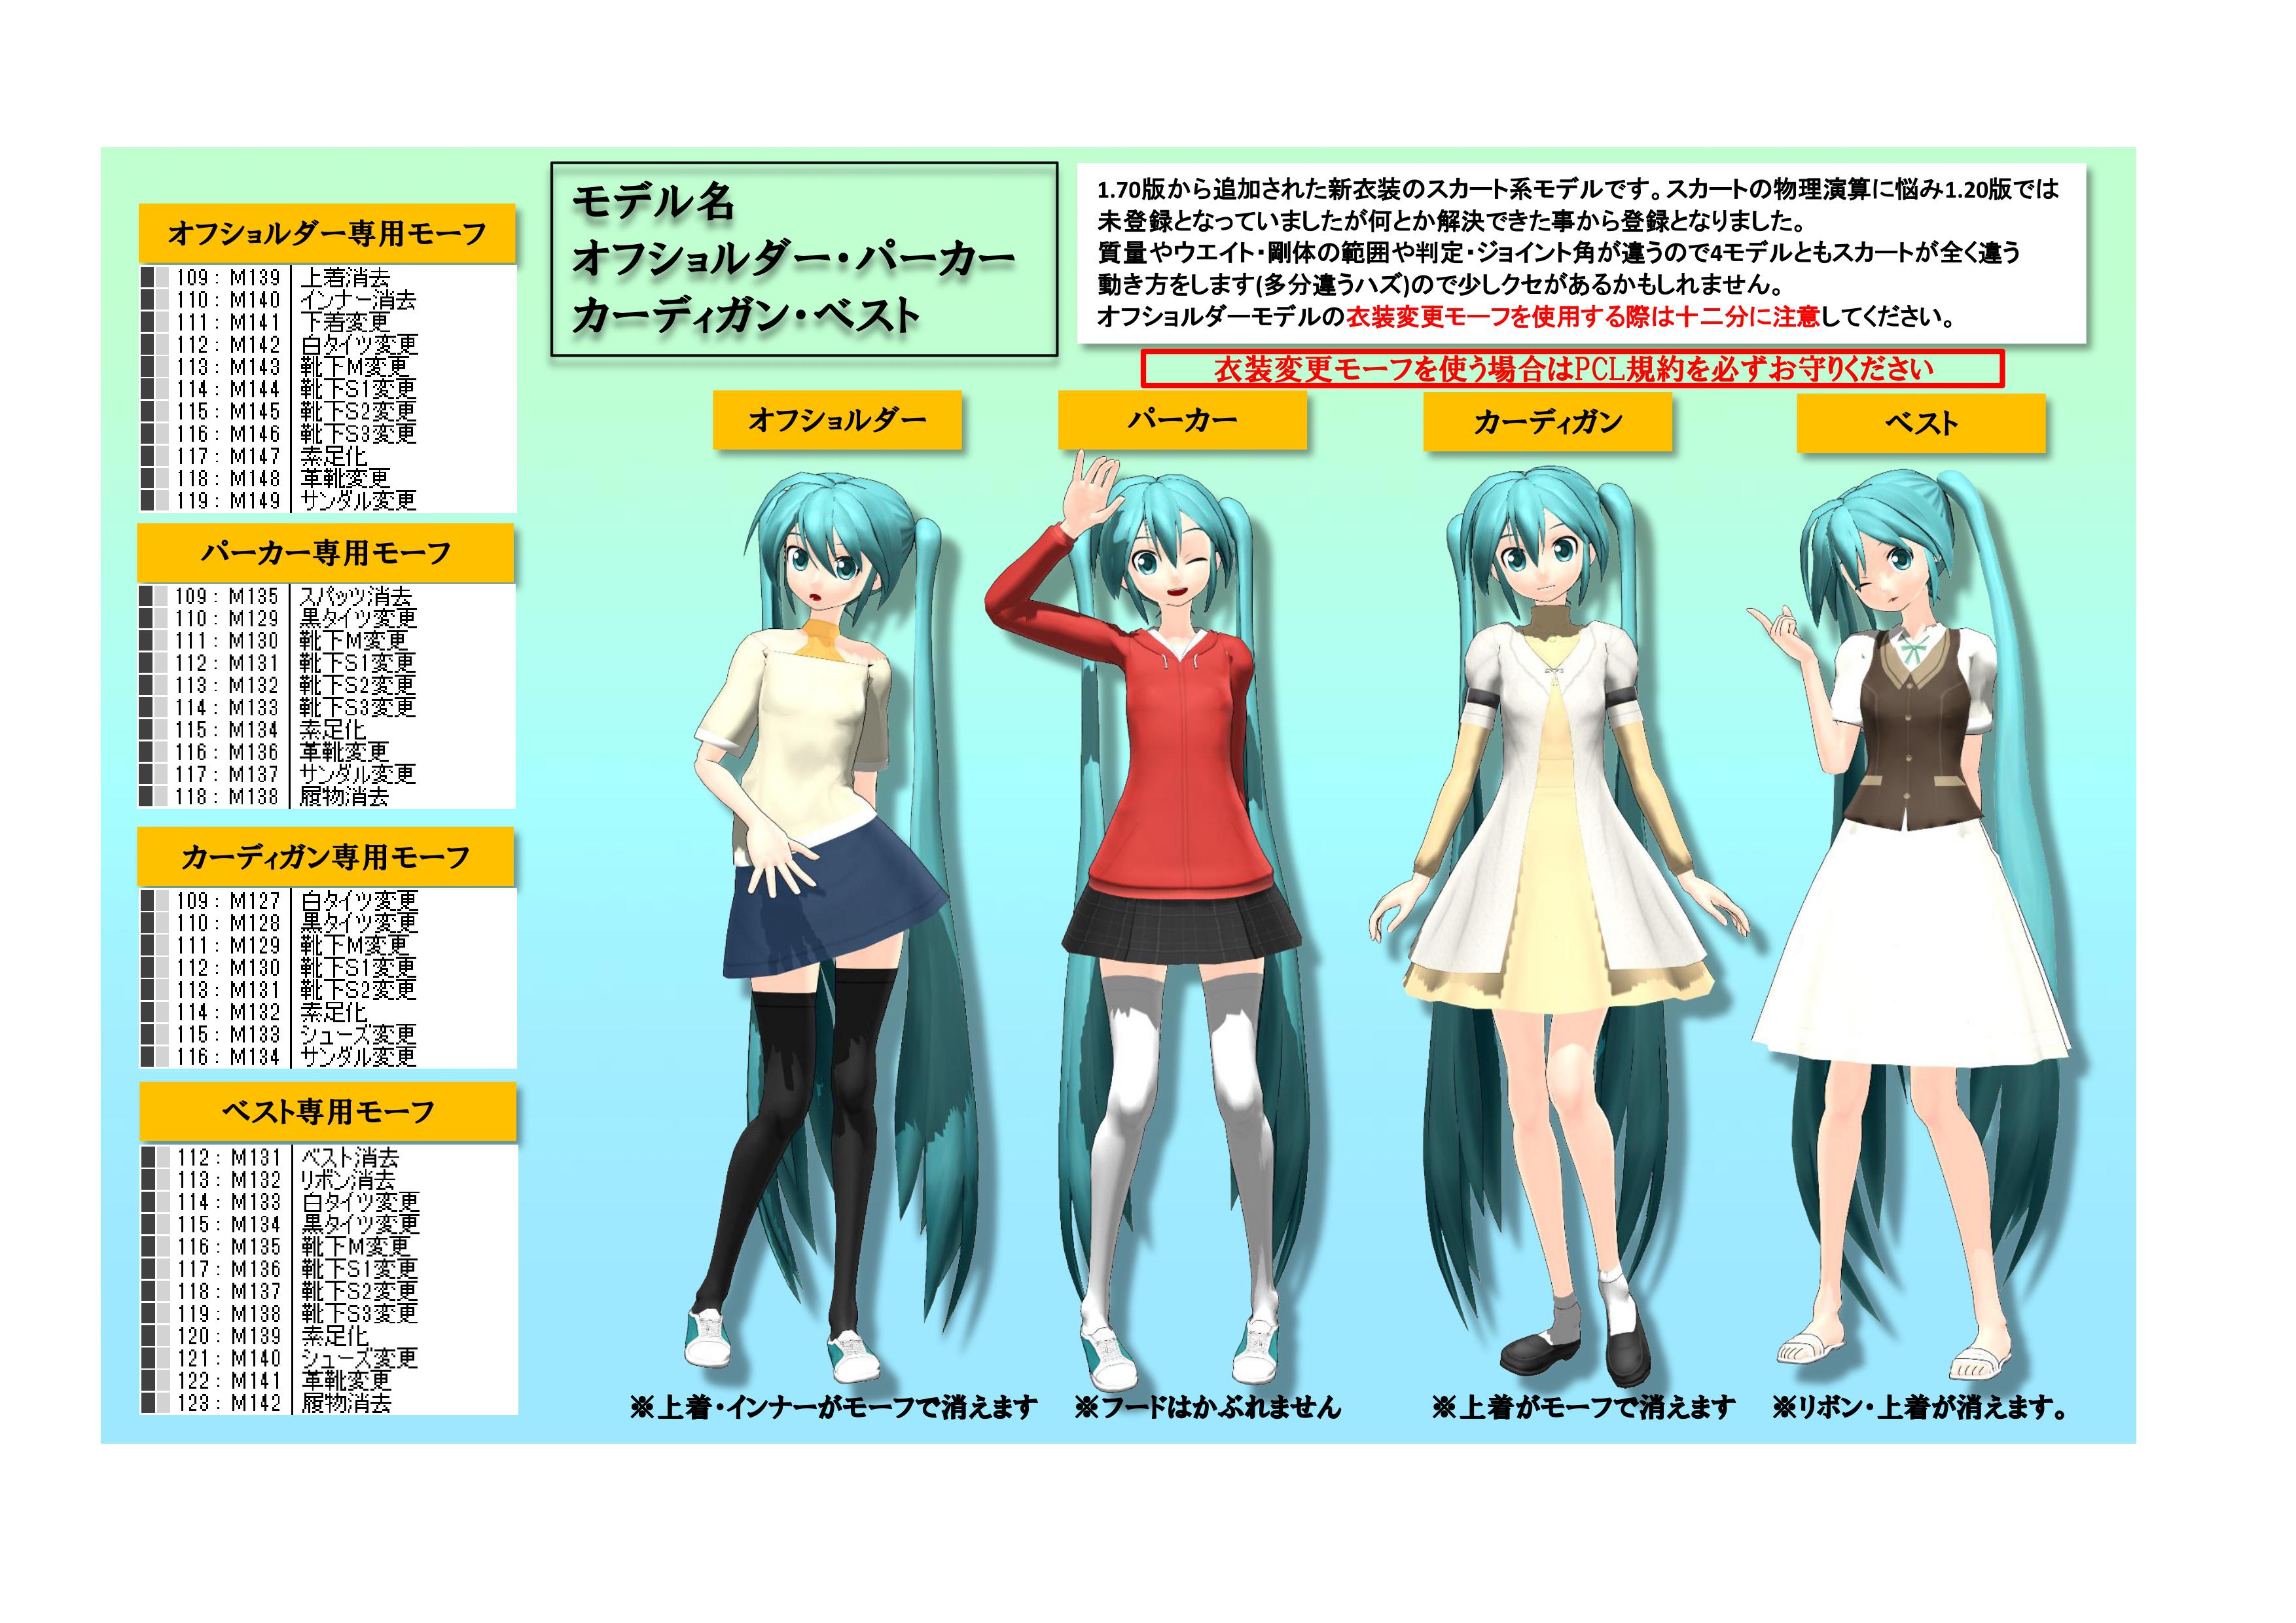 モデル名
オフショルダー・パーカー
カーディガン・ベスト
1.70版から追加された新衣装のスカート系モデルです。スカートの物理演算に悩み1.20版では
未登録となっていましたが何とか解決できた事から登録となりました。
質量やウエイト・剛体の範囲や判定・ジョイント角が違うので4モデルともスカートが全く違う
動き方をします(多分違うハズ)ので少しクセがあるかもしれません。
オフショルダーモデルの衣装変更モーフを使用する際は十二分に注意してください。
衣装変更モーフを使う場合はPCL規約を必ずお守りください
オフショルダー専用モーフ
109: M139 上着消去
110: M140 インナー消去
111: M141 下着変更
112: M142 白タイツ変更
113: M143 靴下M変更
114: M144 靴下S1変更
115: M145 靴下S2変更
116: M146 靴下S3変更
117: M147 素足化
118: M148 革靴変更
119: M149 サンダル変更
パーカー専用モーフ
109: M135 スパッツ消去
110: M129 黒タイツ変更
111: M130 靴下M変更
112: M131 靴下S1変更
113: M132 靴下S2変更
114: M133 靴下S3変更
115: M134 素足化
116: M136 革靴変更
117: M137 サンダル変更
118: M138 履物消去
カーディガン専用モーフ
109: M127 白タイツ変更
110: M128 黒タイツ変更
111: M129 靴下M変更
112: M130 靴下S1変更
113: M131 靴下S2変更
114: M132 素足化
115: M133 シューズ変更
116: M134 サンダル変更
ベスト専用モーフ
112: M131 ベスト消去
113: M132 リボン消去
114: M133 白タイツ変更
115: M134 黒タイツ変更
116: M135 靴下M変更
117: M136 靴下S1変更
118: M137 靴下S2変更
119: M138 靴下S3変更
120: M139 素足化
121: M140 シューズ変更
122: M141 革靴変更
123: M142 履物消去
オフショルダー
パーカー
カーディガン
ベスト
※上着・インナーがモーフで消えます
※フードはかぶれません
※上着がモーフで消えます
※リボン・上着が消えます。